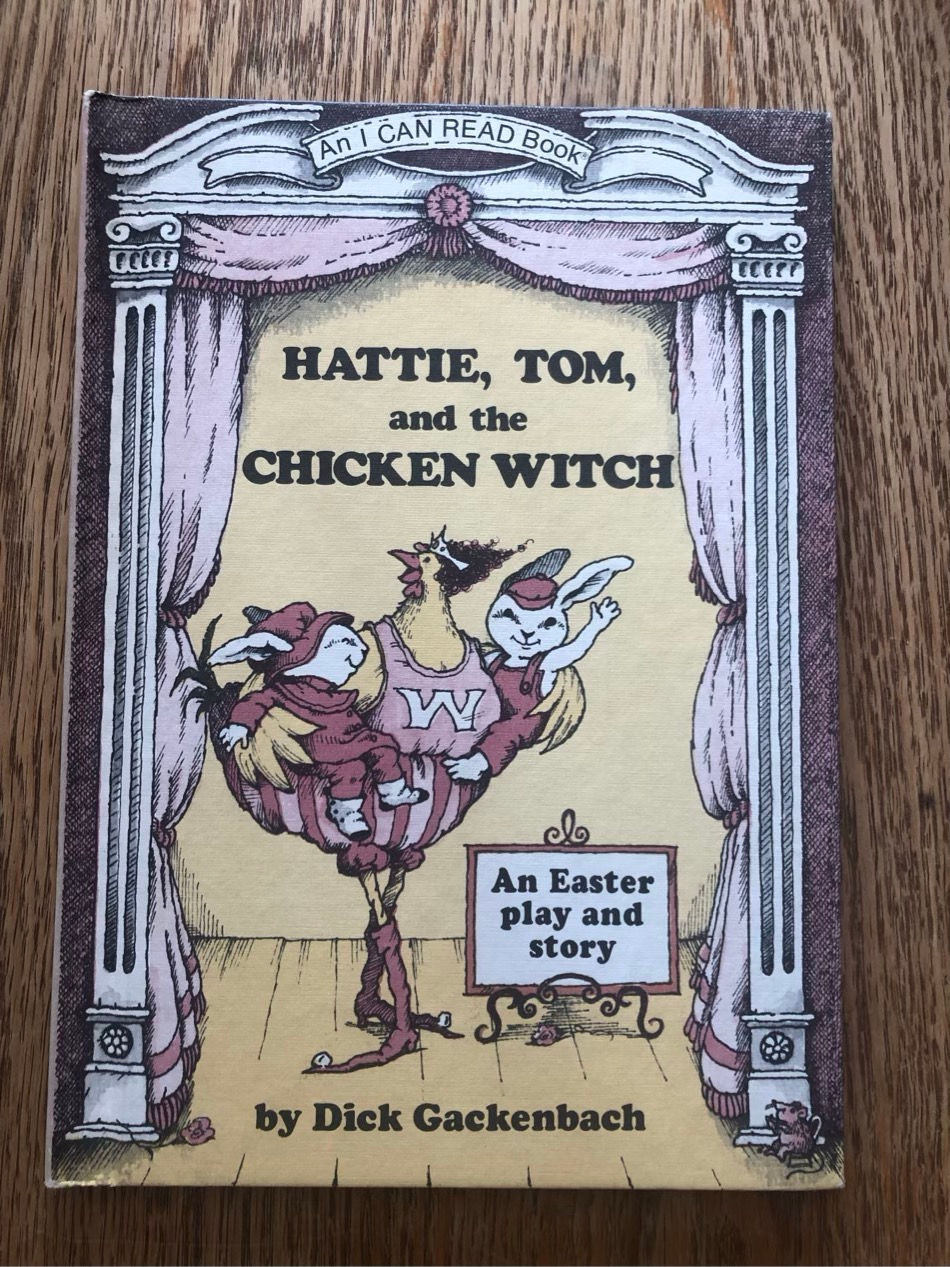 An I CAN READ Book®
HATTIE, TOM,
and the
CHICKEN WITCH
W
An Easter
play and
story
by Dick Gackenbach